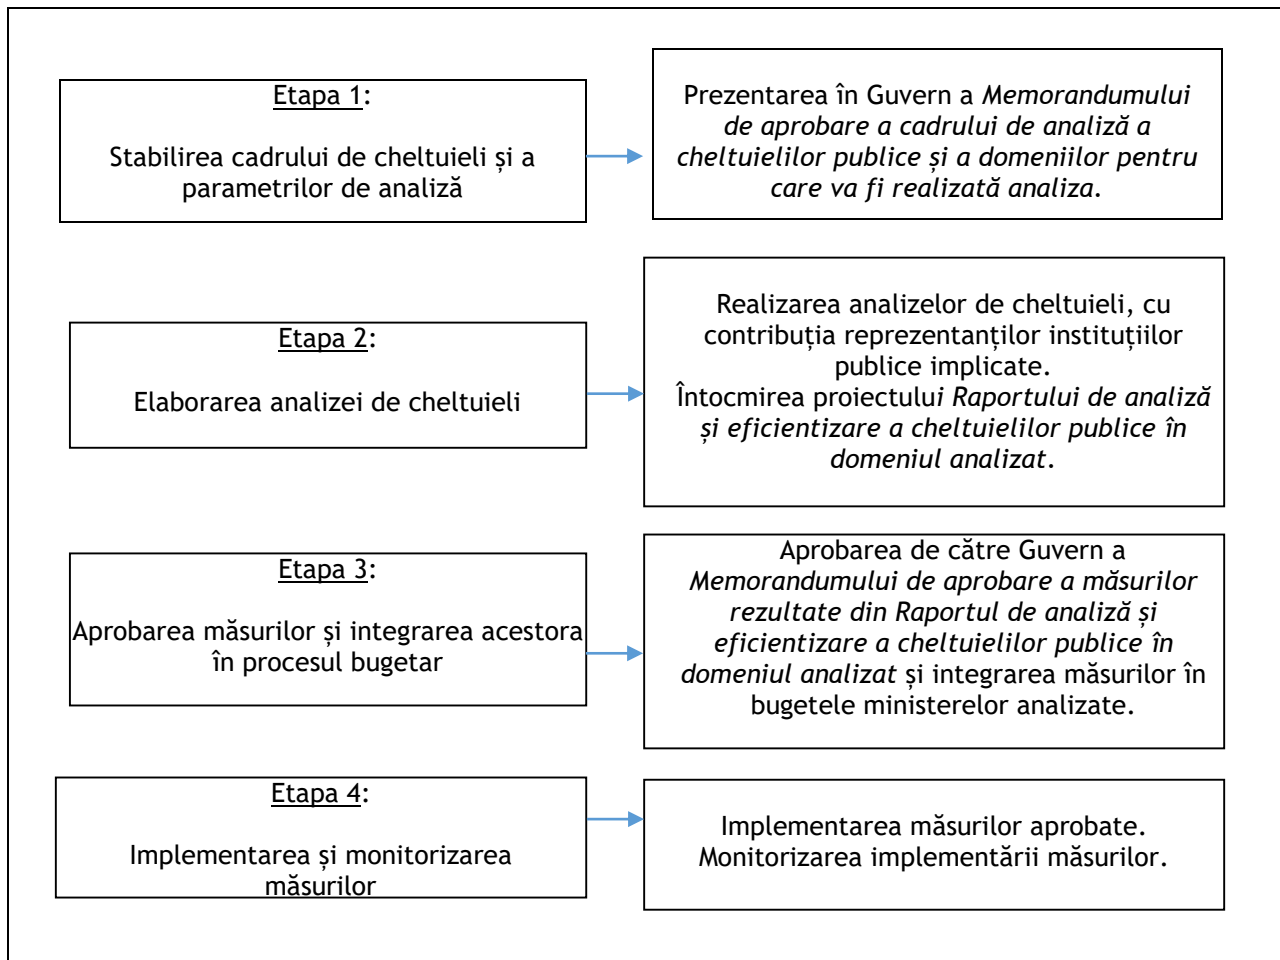 Etapa 1:
Stabilirea cadrului de cheltuieli și a
parametrilor de analiză
Prezentarea în Guvern a Memorandumului
de aprobare a cadrului de analiză a
cheltuielilor publice și a domeniilor pentru
care va fi realizată analiza.
Etapa 2:
Elaborarea analizei de cheltuieli
Realizarea analizelor de cheltuieli, cu
contribuția reprezentanților instituțiilor
publice implicate.
Întocmirea proiectului Raportului de analiză
și eficientizare a cheltuielilor publice în
domeniul analizat.
Etapa 3:
Aprobarea măsurilor și integrarea acestora
în procesul bugetar
Aprobarea de către Guvern a
Memorandumului de aprobare a măsurilor
rezultate din Raportul de analiză și
eficientizare a cheltuielilor publice în
domeniul analizat și integrarea măsurilor în
bugetele ministerelor analizate.
Etapa 4:
Implementarea și monitorizarea
măsurilor
Implementarea măsurilor aprobate.
Monitorizarea implementării măsurilor.